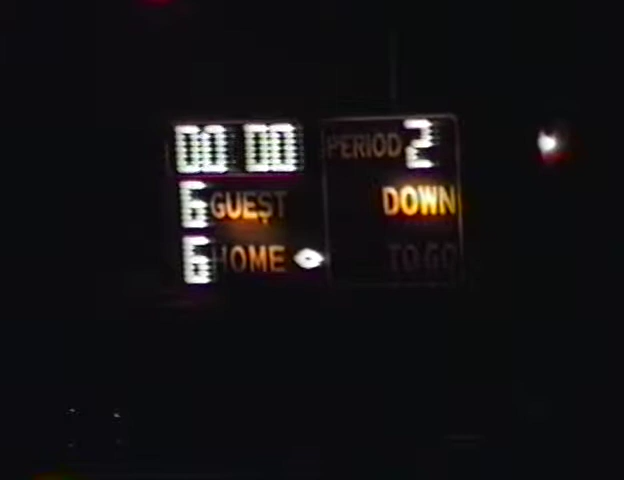 00 00
PERIOD 2
6 GUEST
DOWN
6 HOME
TO GO